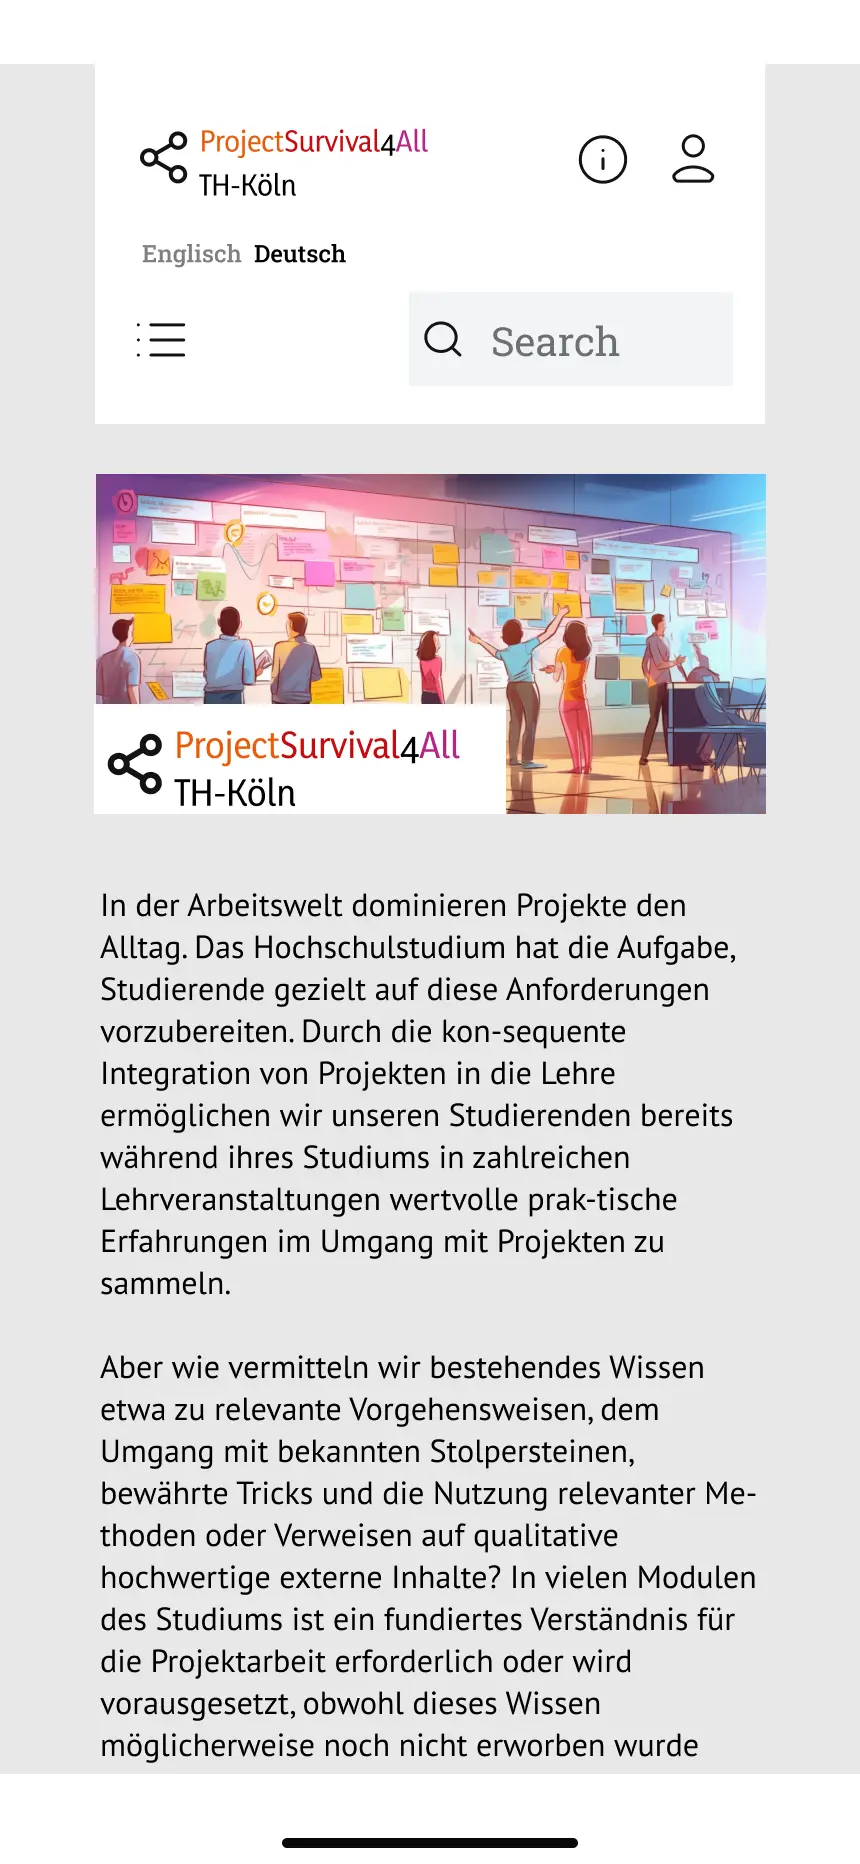 ProjectSurvival4All
TH-Köln
Englisch Deutsch
Search
ProjectSurvival4All
TH-Köln
In der Arbeitswelt dominieren Projekte den
Alltag. Das Hochschulstudium hat die Aufgabe,
Studierende gezielt auf diese Anforderungen
vorzubereiten. Durch die kon-sequente
Integration von Projekten in die Lehre
ermöglichen wir unseren Studierenden bereits
während ihres Studiums in zahlreichen
Lehrveranstaltungen wertvolle prak-tische
Erfahrungen im Umgang mit Projekten zu
sammeln.
Aber wie vermitteln wir bestehendes Wissen
etwa zu relevante Vorgehensweisen, dem
Umgang mit bekannten Stolpersteinen,
bewährte Tricks und die Nutzung relevanter Me-
thoden oder Verweisen auf qualitative
hochwertige externe Inhalte? In vielen Modulen
des Studiums ist ein fundiertes Verständnis für
die Projektarbeit erforderlich oder wird
vorausgesetzt, obwohl dieses Wissen
möglicherweise noch nicht erworben wurde